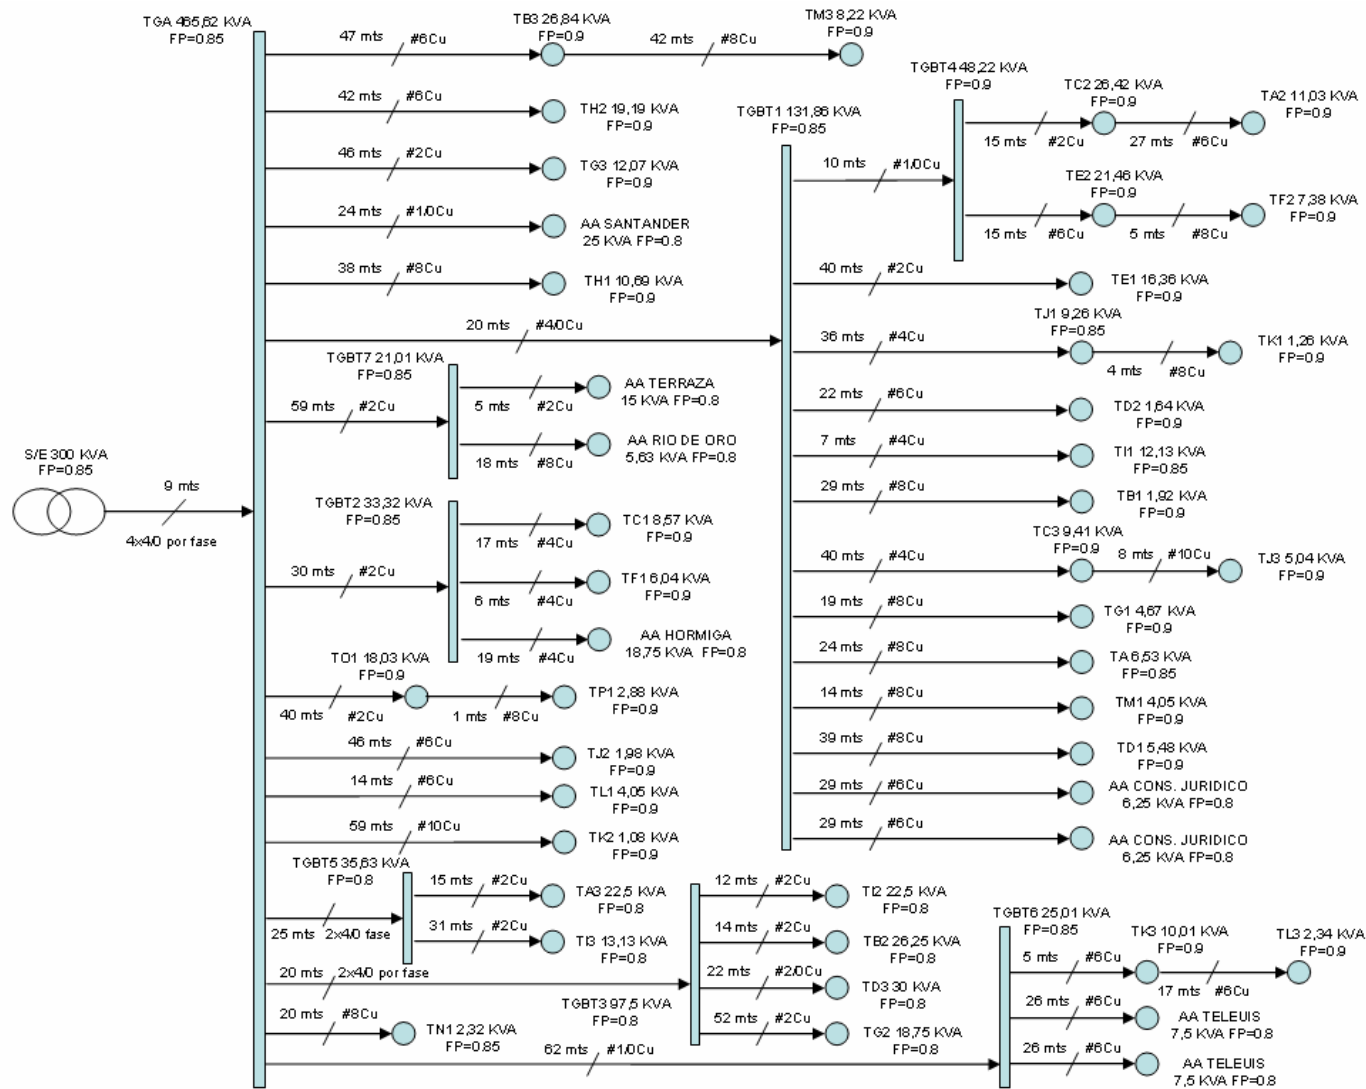 TGA 465,62 KVA
FP=0.85
47 mts
#6Cu
TB3 26,84 KVA
FP=0.9
42 mts
#8Cu
TM3 8,22 KVA
FP=0.9
42 mts
#6Cu
TH2 19,19 KVA
FP=0.9
46 mts
#2Cu
TG3 12,07 KVA
FP=0.9
24 mts
#1/0Cu
AA SANTANDER
25 KVA FP=0.8
38 mts
#8Cu
TH1 10,69 KVA
FP=0.9
20 mts
#4/0Cu
TGBT1 131,86 KVA
FP=0.85
10 mts
#1/0Cu
TGBT4 48,22 KVA
FP=0.9
15 mts
#2Cu
TC2 26,42 KVA
FP=0.9
27 mts
#6Cu
TA2 11,03 KVA
FP=0.9
15 mts
#6Cu
TE2 21,46 KVA
FP=0.9
5 mts
#8Cu
TF2 7,38 KVA
FP=0.9
40 mts
#2Cu
TE1 16,36 KVA
FP=0.9
36 mts
#4Cu
TJ1 9,26 KVA
FP=0.85
4 mts
#8Cu
TK1 1,26 KVA
FP=0.9
22 mts
#6Cu
TD2 1,64 KVA
FP=0.9
7 mts
#4Cu
TI1 12,13 KVA
FP=0.85
29 mts
#8Cu
TB1 1,92 KVA
FP=0.9
40 mts
#4Cu
TC3 9,41 KVA
FP=0.9
8 mts
#10Cu
TJ3 5,04 KVA
FP=0.9
19 mts
#8Cu
TG1 4,67 KVA
FP=0.9
24 mts
#8Cu
TA 6,53 KVA
FP=0.85
14 mts
#8Cu
TM1 4,05 KVA
FP=0.9
39 mts
#8Cu
TD1 5,48 KVA
FP=0.9
29 mts
#6Cu
AA CONS. JURIDICO
6,25 KVA FP=0.8
29 mts
#6Cu
AA CONS. JURIDICO
6,25 KVA FP=0.8
S/E 300 KVA
FP=0.85
9 mts
4x4/0 por fase
59 mts
#2Cu
TGBT7 21,01 KVA
FP=0.85
5 mts
#2Cu
AA TERRAZA
15 KVA FP=0.8
18 mts
#8Cu
AA RIO DE ORO
5,63 KVA FP=0.8
30 mts
#2Cu
TGBT2 33,32 KVA
FP=0.85
17 mts
#4Cu
TC1 8,57 KVA
FP=0.9
6 mts
#4Cu
TF1 6,04 KVA
FP=0.9
19 mts
#4Cu
AA HORMIGA
18,75 KVA FP=0.8
40 mts
#2Cu
TO1 18,03 KVA
FP=0.9
1 mts
#8Cu
TP1 2,88 KVA
FP=0.9
46 mts
#6Cu
TJ2 1,98 KVA
FP=0.9
14 mts
#6Cu
TL1 4,05 KVA
FP=0.9
59 mts
#10Cu
TK2 1,08 KVA
FP=0.9
25 mts
2x4/0 fase
TGBT5 35,63 KVA
FP=0.8
15 mts
#2Cu
TA3 22,5 KVA
FP=0.8
31 mts
#2Cu
TI3 13,13 KVA
FP=0.8
20 mts
2x4/0 por fase
TGBT3 97,5 KVA
FP=0.8
12 mts
#2Cu
TI2 22,5 KVA
FP=0.8
14 mts
#2Cu
TB2 26,25 KVA
FP=0.8
22 mts
#2/0Cu
TD3 30 KVA
FP=0.8
52 mts
#2Cu
TG2 18,75 KVA
FP=0.8
20 mts
#8Cu
TN1 2,32 KVA
FP=0.85
62 mts
#1/0Cu
TGBT6 25,01 KVA
FP=0.85
5 mts
#6Cu
TK3 10,01 KVA
FP=0.9
17 mts
#6Cu
TL3 2,34 KVA
FP=0.9
26 mts
#6Cu
AA TELEUIS
7,5 KVA FP=0.8
26 mts
#6Cu
AA TELEUIS
7,5 KVA FP=0.8